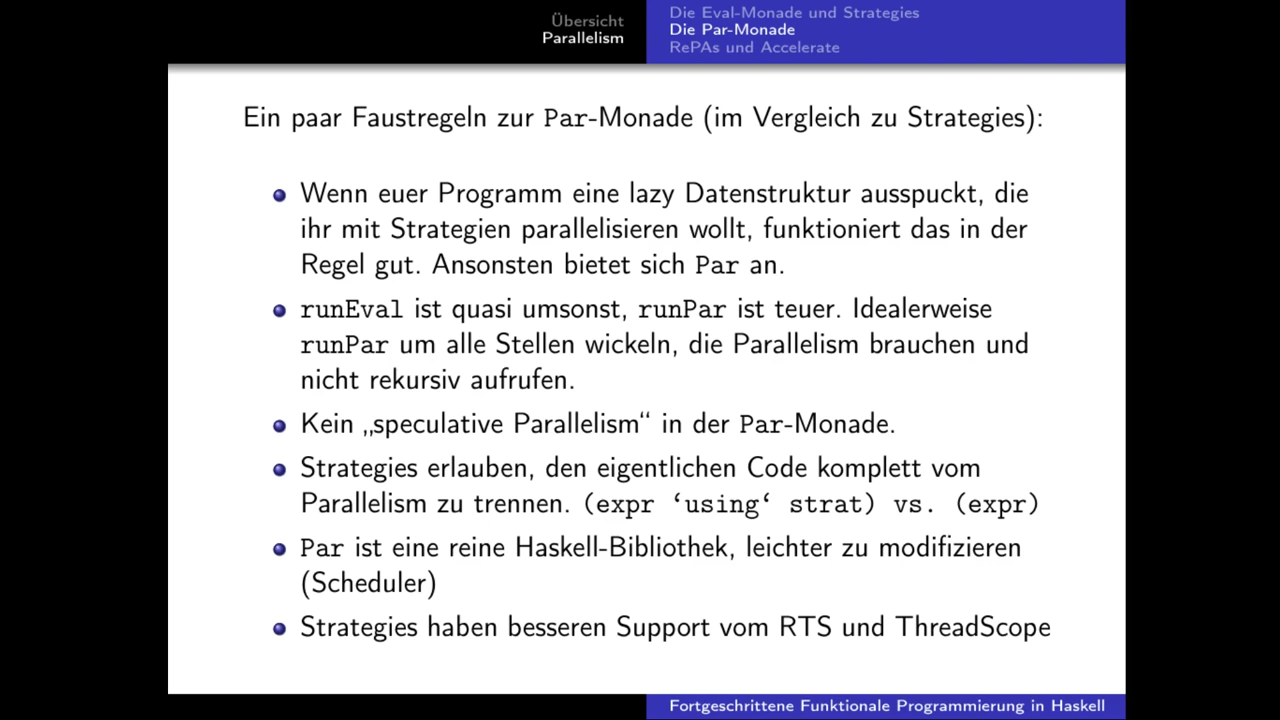 Übersicht
Parallelism
Die Eval-Monade und Strategies
Die Par-Monade
RePAs und Accelerate
Ein paar Faustregeln zur Par-Monade (im Vergleich zu Strategies):
Wenn euer Programm eine lazy Datenstruktur ausspuckt, die
ihr mit Strategien parallelisieren wollt, funktioniert das in der
Regel gut. Ansonsten bietet sich Par an.
runEval ist quasi umsonst, runPar ist teuer. Idealerweise
runPar um alle Stellen wickeln, die Parallelism brauchen und
nicht rekursiv aufrufen.
Kein „speculative Parallelism“ in der Par-Monade.
Strategies erlauben, den eigentlichen Code komplett vom
Parallelism zu trennen. (expr ‘using‘ strat) vs. (expr)
Par ist eine reine Haskell-Bibliothek, leichter zu modifizieren
(Scheduler)
Strategies haben besseren Support vom RTS und ThreadScope
Fortgeschrittene Funktionale Programmierung in Haskell